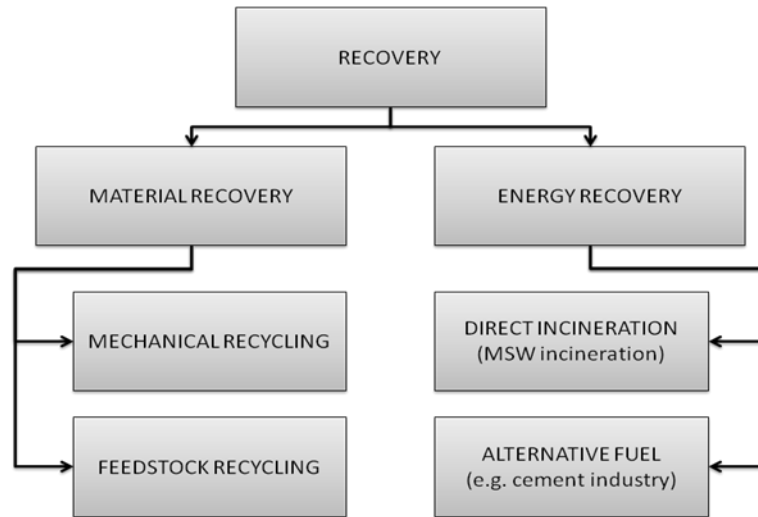 RECOVERY
MATERIAL RECOVERY
ENERGY RECOVERY
MECHANICAL RECYCLING
DIRECT INCINERATION
(MSW incineration)
FEEDSTOCK RECYCLING
ALTERNATIVE FUEL
(e.g. cement industry)